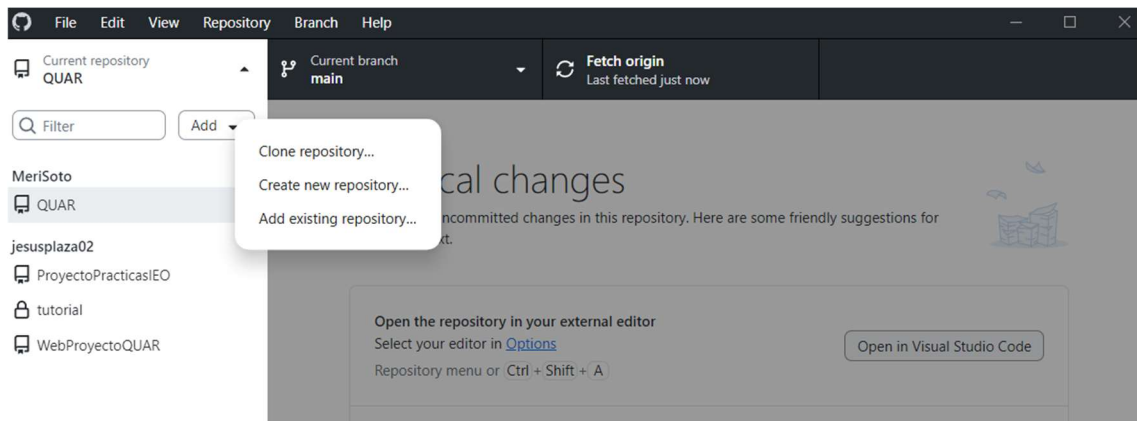 File Edit View Repository Branch Help
Current repository
QUAR
Current branch
main
Fetch origin
Last fetched just now
Filter
Add
Clone repository...
Create new repository...
Add existing repository...
MeriSoto
QUAR
jesusplaza02
ProyectoPracticasIEO
tutorial
WebProyectoQUAR
cal changes
ncommitted changes in this repository. Here are some friendly suggestions for
xt.
Open the repository in your external editor
Select your editor in Options
Repository menu or Ctrl + Shift + A
Open in Visual Studio Code